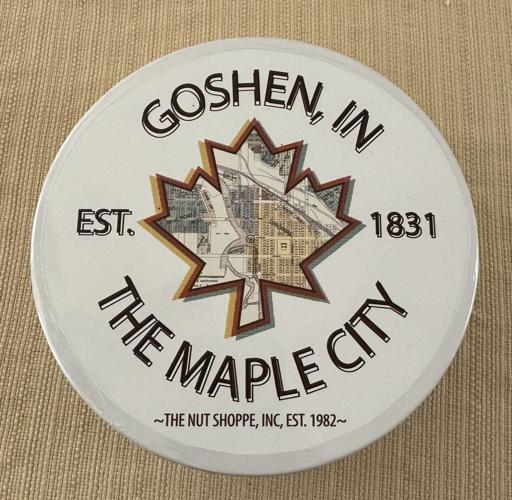 GOSHEN, IN
EST. 1831
THE MAPLE CITY
~THE NUT SHOPPE, INC, EST. 1982~